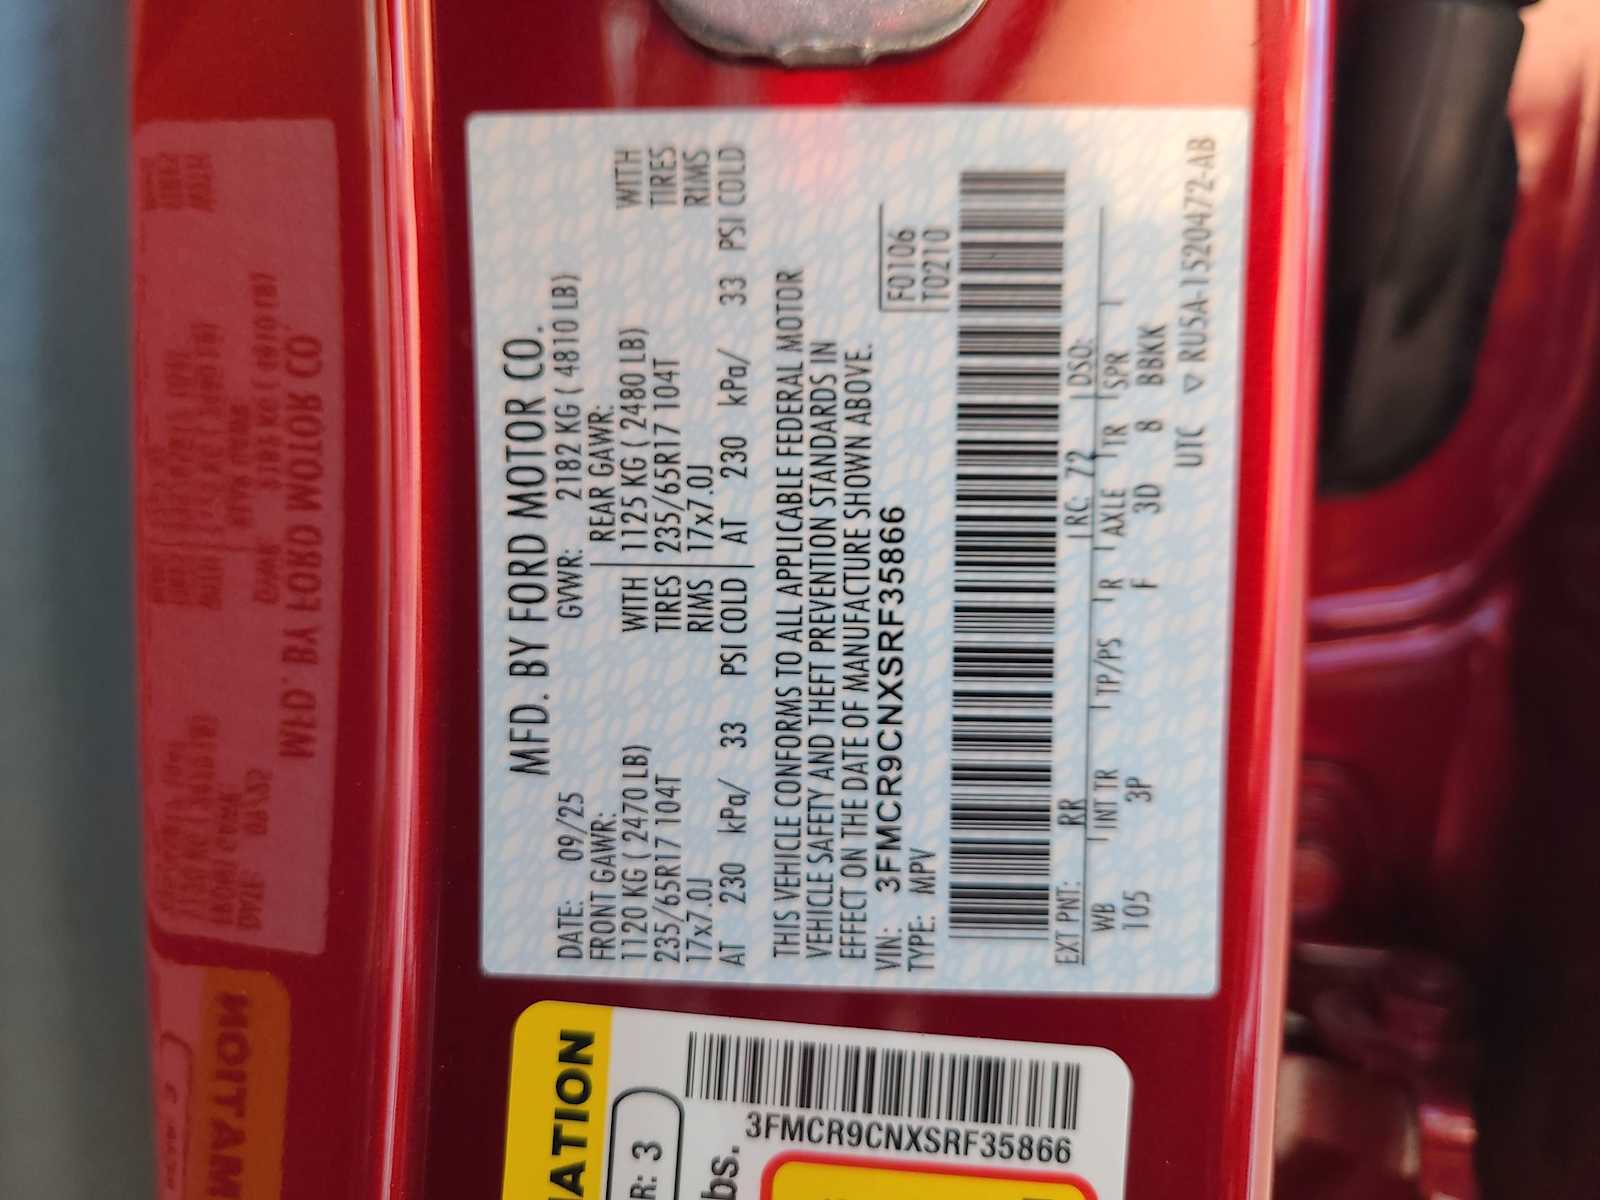 MFD. BY FORD MOTOR CO.
DATE: 09/25 GVWR: 2182 KG ( 4810 LB)
FRONT GAWR: REAR GAWR:
1120 KG ( 2470 LB) WITH 1125 KG ( 2480 LB) WITH
235/65R17 104T TIRES 235/65R17 104T TIRES
17x7.0J RIMS 17x7.0J RIMS
AT 230 kPa/ 33 PSI COLD AT 230 kPa/ 33 PSI COLD
THIS VEHICLE CONFORMS TO ALL APPLICABLE FEDERAL MOTOR
VEHICLE SAFETY AND THEFT PREVENTION STANDARDS IN
EFFECT ON THE DATE OF MANUFACTURE SHOWN ABOVE.
VIN: 3FMCR9CNXSRF35866 F0106
TYPE: MPV T0210
EXT PNT: RR RC: 72 DSO:
WB INT TR TP/PS R AXLE TR SPR
105 3P F 3D 8 BBKK
UTC ▽ RU5A-1520472-AB
ATION
R: 3
bs.
3FMCR9CNXSRF35866